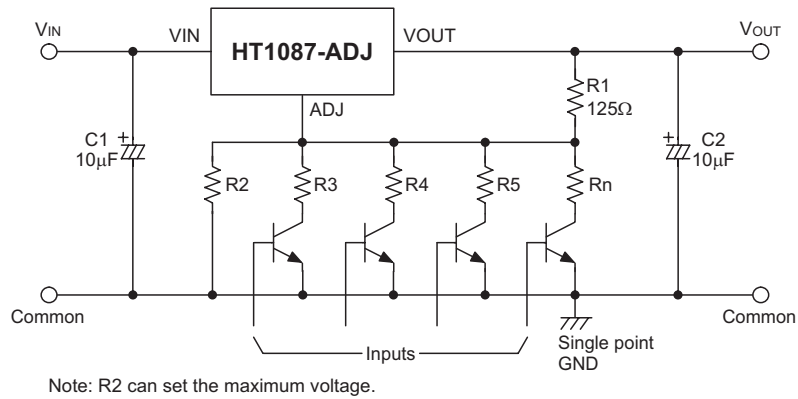 VIN
VIN
HT1087-ADJ
VOUT
VOUT
ADJ
R1
125Ω
C1
+
10μF
R2
R3
R4
R5
Rn
+
C2
10μF
Common
Common
Inputs
Single point
GND
Note: R2 can set the maximum voltage.